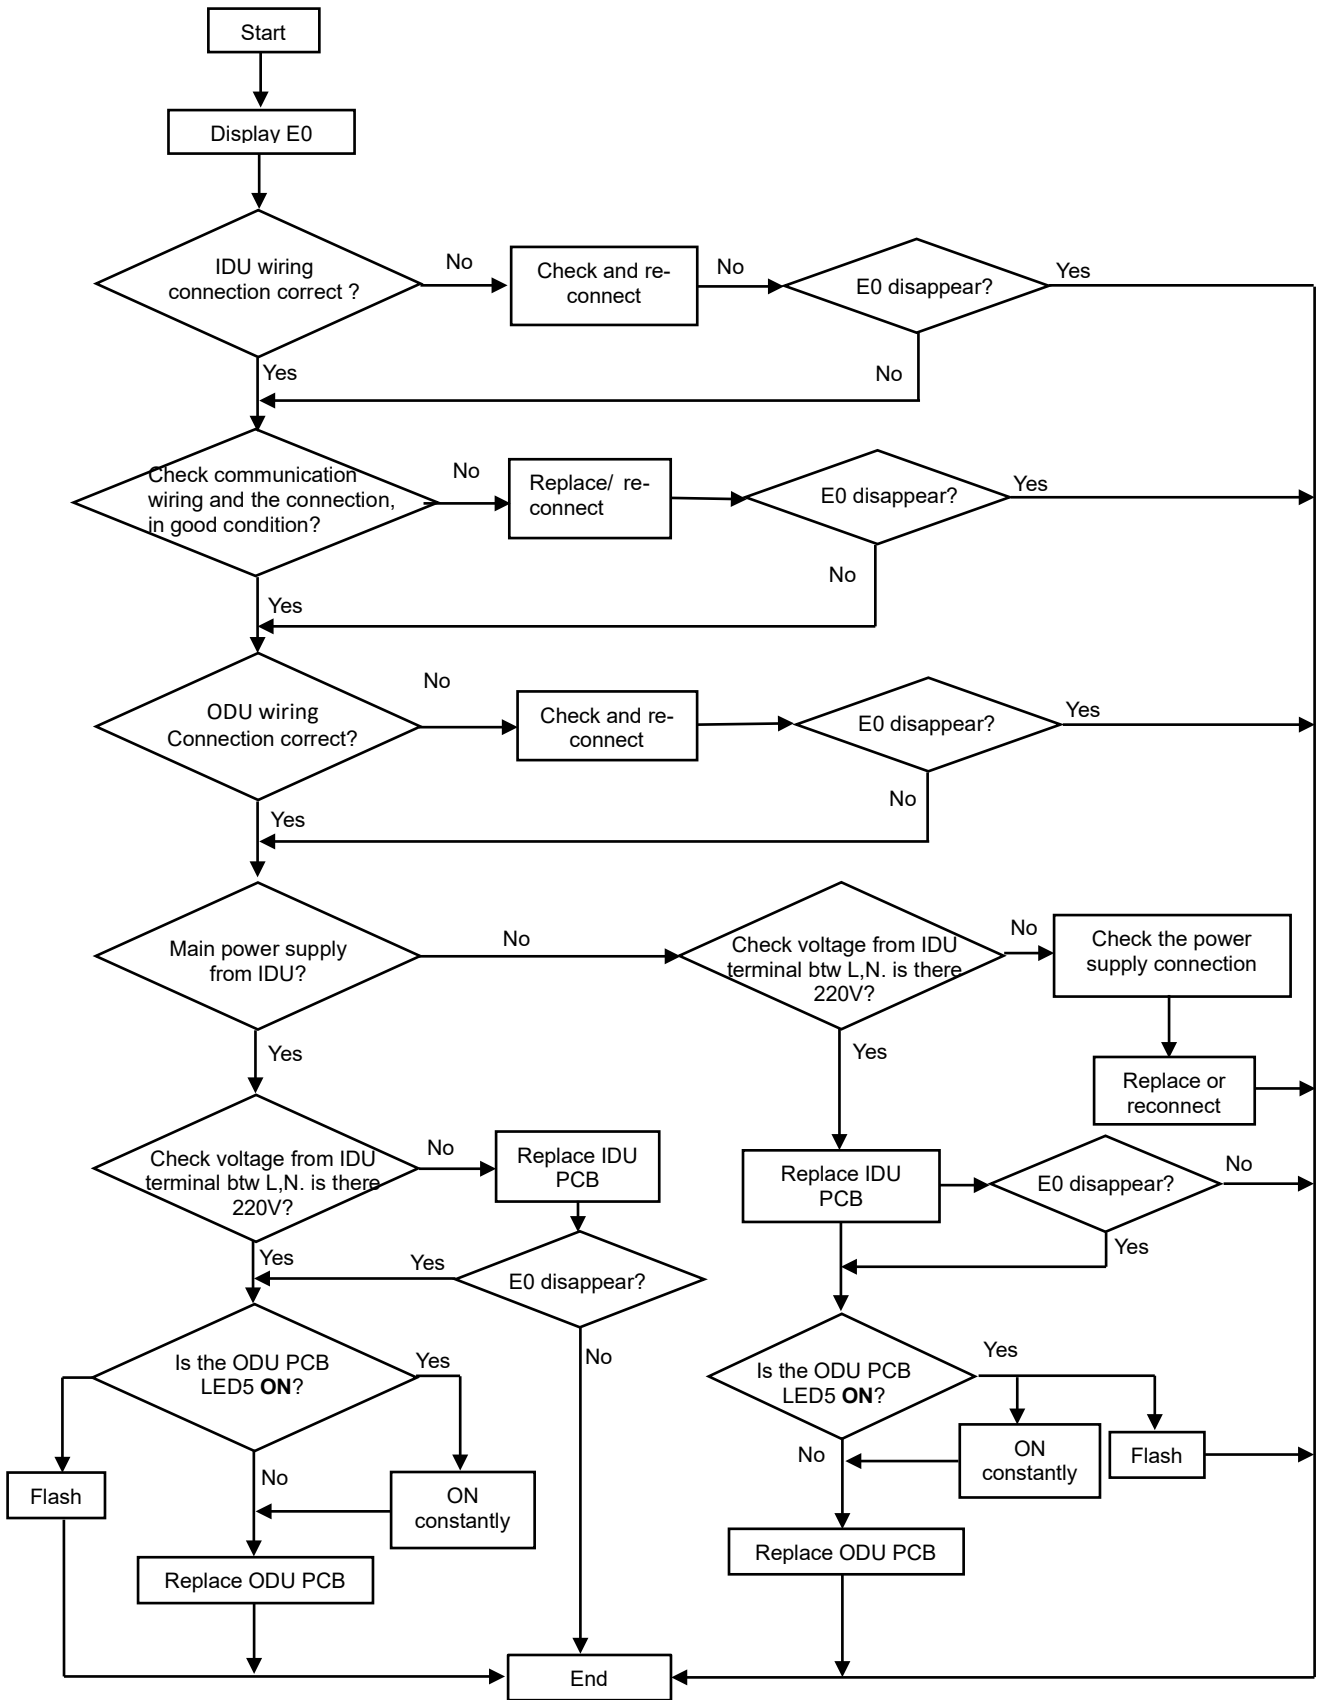 Start
Display E0
IDU wiring
connection correct ?
No
Check and re-
connect
No
E0 disappear?
Yes
Yes
No
Check communication
wiring and the connection,
in good condition?
No
Replace/ re-
connect
E0 disappear?
Yes
No
Yes
ODU wiring
Connection correct?
No
Check and re-
connect
E0 disappear?
Yes
No
Yes
Main power supply
from IDU?
No
Check voltage from IDU
terminal btw L,N. is there
220V?
No
Check the power
supply connection
Yes
Yes
Replace or
reconnect
Check voltage from IDU
terminal btw L,N. is there
220V?
No
Replace IDU
PCB
Replace IDU
PCB
E0 disappear?
No
Yes
Yes
Yes
E0 disappear?
No
Is the ODU PCB
LED5 ON?
Yes
Is the ODU PCB
LED5 ON?
Yes
Flash
No
ON
constantly
No
ON
constantly
Flash
Replace ODU PCB
Replace ODU PCB
End